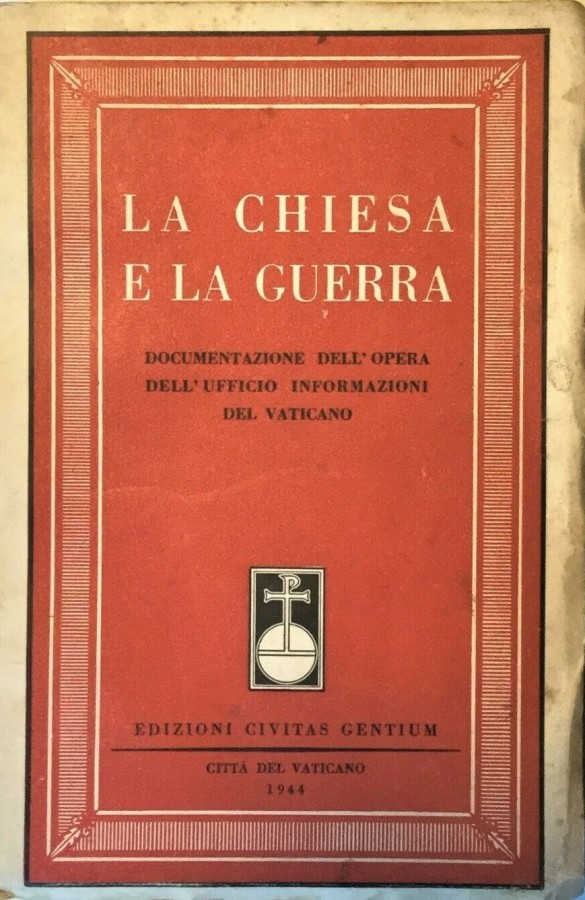 LA CHIESA
E LA GUERRA
DOCUMENTAZIONE DELL'OPERA
DELL'UFFICIO INFORMAZIONI
DEL VATICANO
EDIZIONI CIVITAS GENTIUM
CITTÀ DEL VATICANO
1944